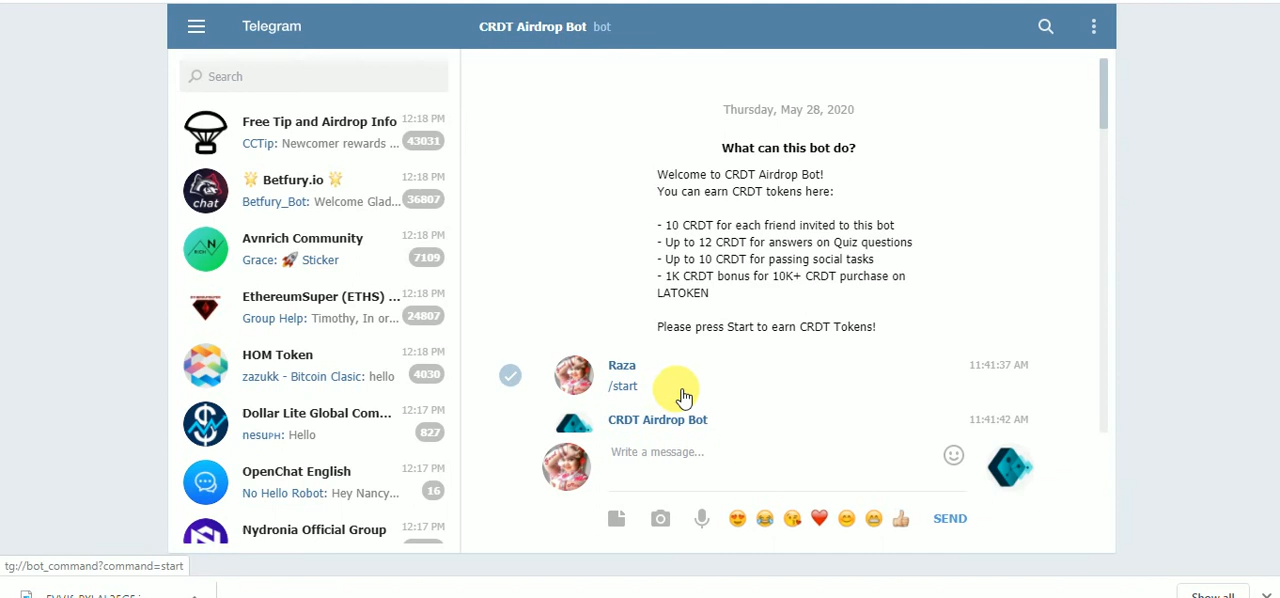 Telegram
CRDT Airdrop Bot bot
Search
Free Tip and Airdrop Info 12:18 PM
CCTip: Newcomer rewards ... 43031
🌟 Betfury.io 🌟 12:18 PM
chat
Betfury_Bot: Welcome Glad... 36807
Avnrich Community 12:18 PM
Grace: 🚀 Sticker 7109
EthereumSuper (ETHS) ... 12:18 PM
Group Help: Timothy, In or... 24807
HOM Token 12:18 PM
zazukk - Bitcoin Clasic: hello 4030
Dollar Lite Global Com... 12:17 PM
nesuᴘʜ: Hello 827
OpenChat English 12:17 PM
No Hello Robot: Hey Nancy... 16
Nydronia Official Group 12:17 PM
Thursday, May 28, 2020
What can this bot do?
Welcome to CRDT Airdrop Bot!
You can earn CRDT tokens here:
- 10 CRDT for each friend invited to this bot
- Up to 12 CRDT for answers on Quiz questions
- Up to 10 CRDT for passing social tasks
- 1K CRDT bonus for 10K+ CRDT purchase on
LATOKEN
Please press Start to earn CRDT Tokens!
Raza 11:41:37 AM
/start
CRDT Airdrop Bot 11:41:42 AM
Write a message...
😍 😂 😘 ❤️ 😊 😁 👍 SEND
tg://bot_command?command=start
Show all